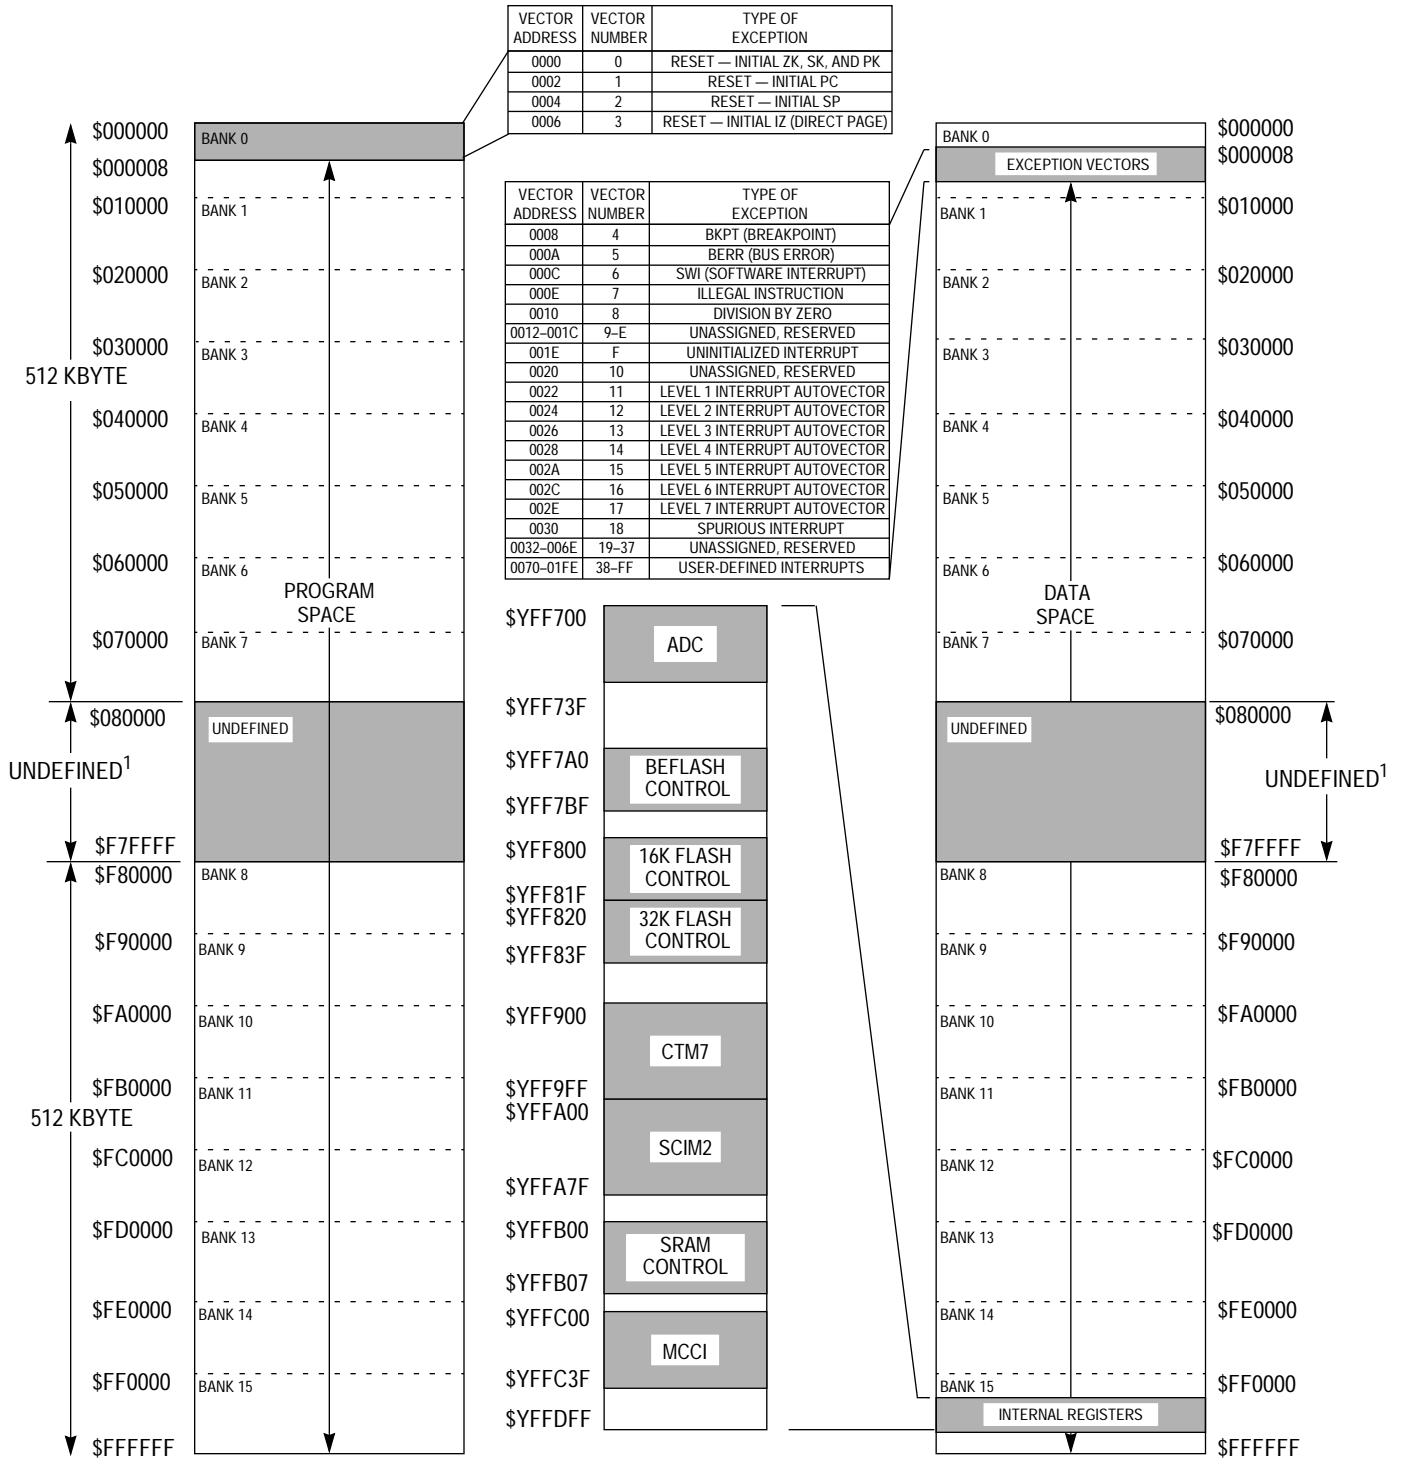 VECTOR ADDRESS VECTOR NUMBER TYPE OF EXCEPTION
0000 0 RESET — INITIAL ZK, SK, AND PK
0002 1 RESET — INITIAL PC
0004 2 RESET — INITIAL SP
0006 3 RESET — INITIAL IZ (DIRECT PAGE)
$000000
BANK 0
$000008
$010000
BANK 1
$020000
BANK 2
$030000
BANK 3
512 KBYTE
$040000
BANK 4
$050000
BANK 5
$060000
BANK 6
PROGRAM
SPACE
$070000
BANK 7
$080000
UNDEFINED
UNDEFINED1
$F7FFFF
$F80000
BANK 8
$F90000
BANK 9
$FA0000
BANK 10
$FB0000
BANK 11
512 KBYTE
$FC0000
BANK 12
$FD0000
BANK 13
$FE0000
BANK 14
$FF0000
BANK 15
$FFFFFF
VECTOR ADDRESS VECTOR NUMBER TYPE OF EXCEPTION
0008 4 BKPT (BREAKPOINT)
000A 5 BERR (BUS ERROR)
000C 6 SWI (SOFTWARE INTERRUPT)
000E 7 ILLEGAL INSTRUCTION
0010 8 DIVISION BY ZERO
0012–001C 9–E UNASSIGNED, RESERVED
001E F UNINITIALIZED INTERRUPT
0020 10 UNASSIGNED, RESERVED
0022 11 LEVEL 1 INTERRUPT AUTOVECTOR
0024 12 LEVEL 2 INTERRUPT AUTOVECTOR
0026 13 LEVEL 3 INTERRUPT AUTOVECTOR
0028 14 LEVEL 4 INTERRUPT AUTOVECTOR
002A 15 LEVEL 5 INTERRUPT AUTOVECTOR
002C 16 LEVEL 6 INTERRUPT AUTOVECTOR
002E 17 LEVEL 7 INTERRUPT AUTOVECTOR
0030 18 SPURIOUS INTERRUPT
0032–006E 19–37 UNASSIGNED, RESERVED
0070–01FE 38–FF USER-DEFINED INTERRUPTS
$YFF700
ADC
$YFF73F
$YFF7A0
BEFLASH
CONTROL
$YFF7BF
$YFF800
16K FLASH
CONTROL
$YFF81F
$YFF820
32K FLASH
CONTROL
$YFF83F
$YFF900
CTM7
$YFF9FF
$YFFA00
SCIM2
$YFFA7F
$YFFB00
SRAM
CONTROL
$YFFB07
$YFFC00
MCCI
$YFFC3F
$YFFDFF
BANK 0
$000000
EXCEPTION VECTORS
$000008
BANK 1
$010000
BANK 2
$020000
BANK 3
$030000
BANK 4
$040000
BANK 5
$050000
BANK 6
$060000
DATA
SPACE
BANK 7
$070000
UNDEFINED
$080000
UNDEFINED1
$F7FFFF
BANK 8
$F80000
BANK 9
$F90000
BANK 10
$FA0000
BANK 11
$FB0000
BANK 12
$FC0000
BANK 13
$FD0000
BANK 14
$FE0000
BANK 15
$FF0000
INTERNAL REGISTERS
$FFFFFF